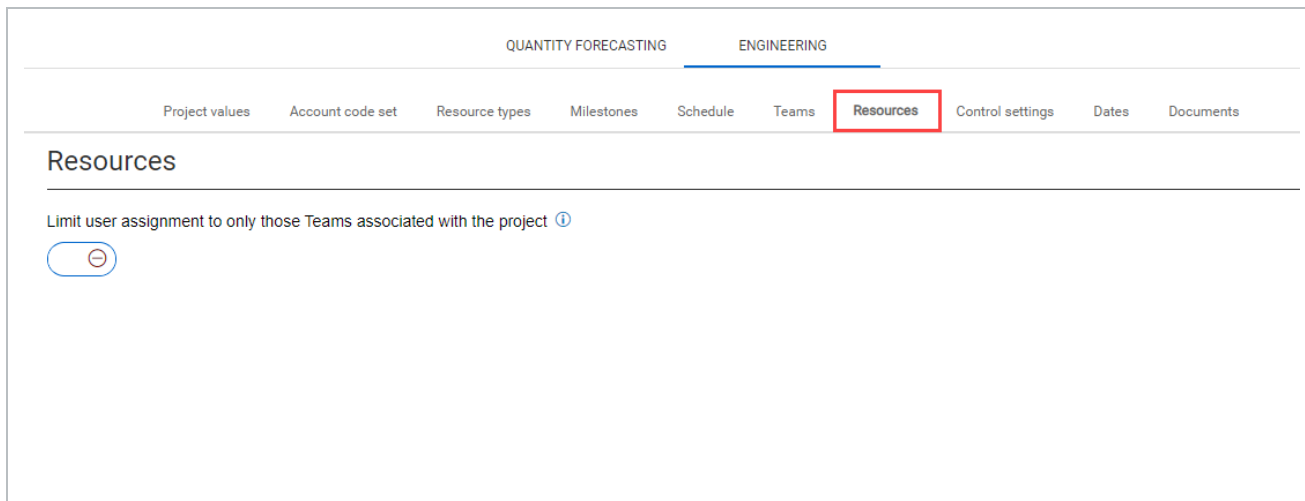 QUANTITY FORECASTING ENGINEERING
Project values Account code set Resource types Milestones Schedule Teams Resources Control settings Dates Documents
Resources
Limit user assignment to only those Teams associated with the project